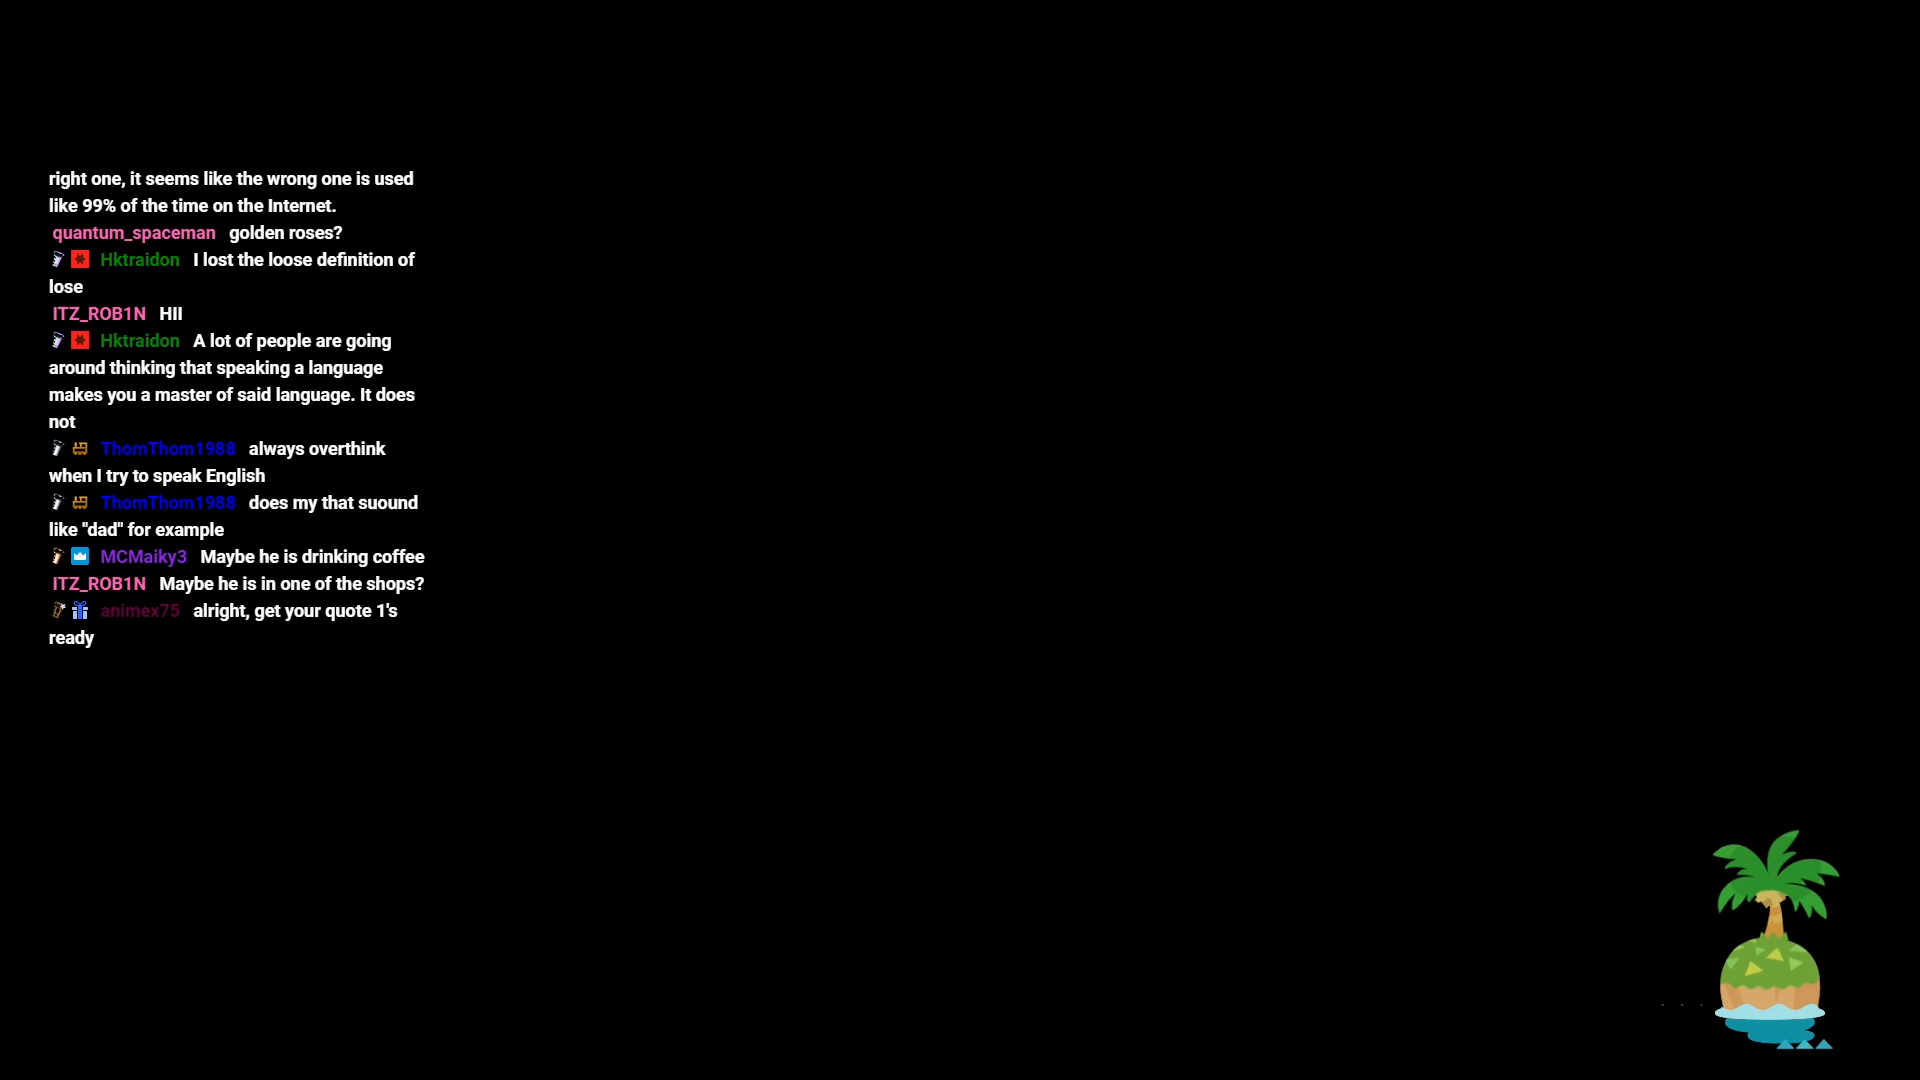 right one, it seems like the wrong one is used
like 99% of the time on the Internet.
quantum_spaceman golden roses?
Hktraidon I lost the loose definition of
lose
ITZ_ROB1N HII
Hktraidon A lot of people are going
around thinking that speaking a language
makes you a master of said language. It does
not
ThomThom1988 always overthink
when I try to speak English
ThomThom1988 does my that suound
like "dad" for example
MCMaiky3 Maybe he is drinking coffee
ITZ_ROB1N Maybe he is in one of the shops?
animex75 alright, get your quote 1's
ready